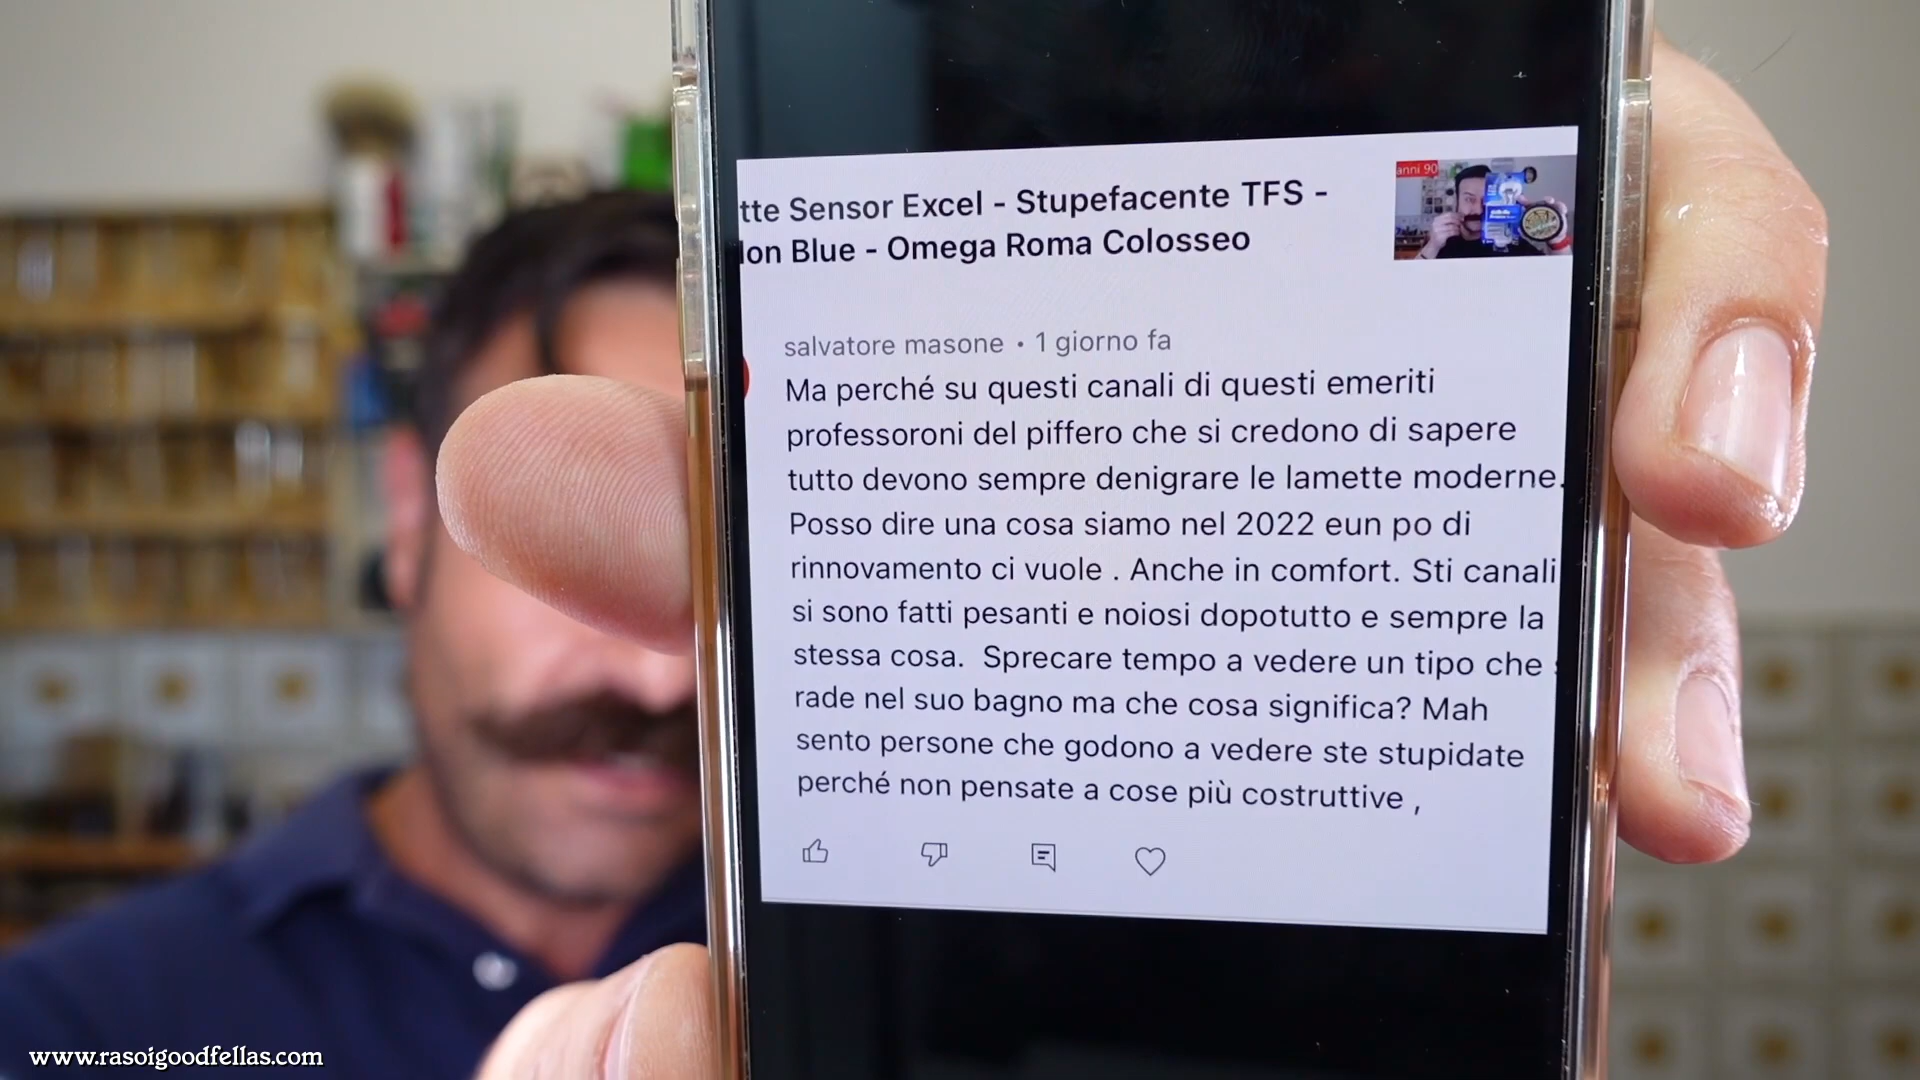 tte Sensor Excel - Stupefacente TFS -
lon Blue - Omega Roma Colosseo
anni 90
salvatore masone • 1 giorno fa
Ma perché su questi canali di questi emeriti
professoroni del piffero che si credono di sapere
tutto devono sempre denigrare le lamette moderne.
Posso dire una cosa siamo nel 2022 eun po di
rinnovamento ci vuole . Anche in comfort. Sti canali
si sono fatti pesanti e noiosi dopotutto e sempre la
stessa cosa. Sprecare tempo a vedere un tipo che
rade nel suo bagno ma che cosa significa? Mah
sento persone che godono a vedere ste stupidate
perché non pensate a cose più costruttive ,
www.rasoigoodfellas.com